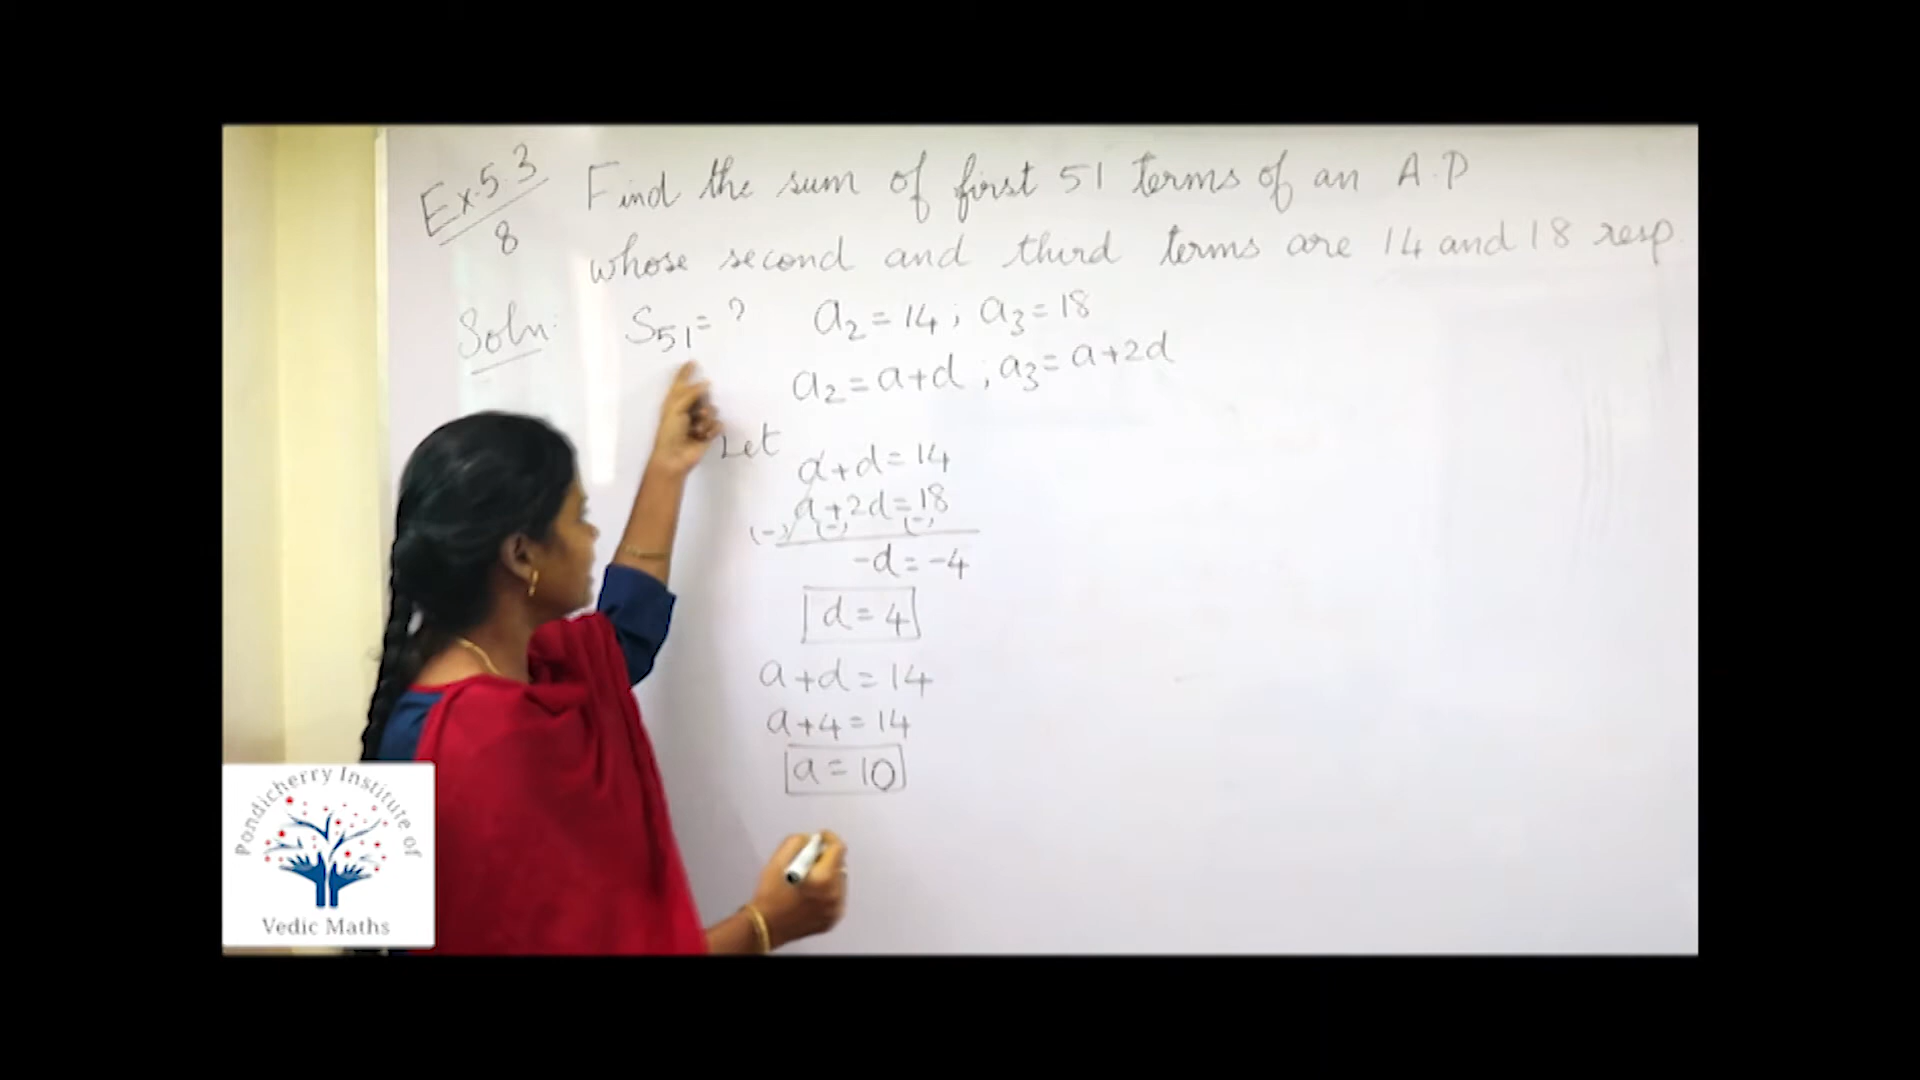 Ex.5.3
8
Find the sum of first 51 terms of an A.P
whose second and third terms are 14 and 18 resp.
Soln:
S51 = ? a2 = 14 ; a3 = 18
a2 = a+d ; a3 = a+2d
Let
a+d = 14
a+2d = 18
(-) (-) (-)
-d = -4
d = 4
a+d = 14
a+4 = 14
a = 10
Pondicherry Institute of
Vedic Maths